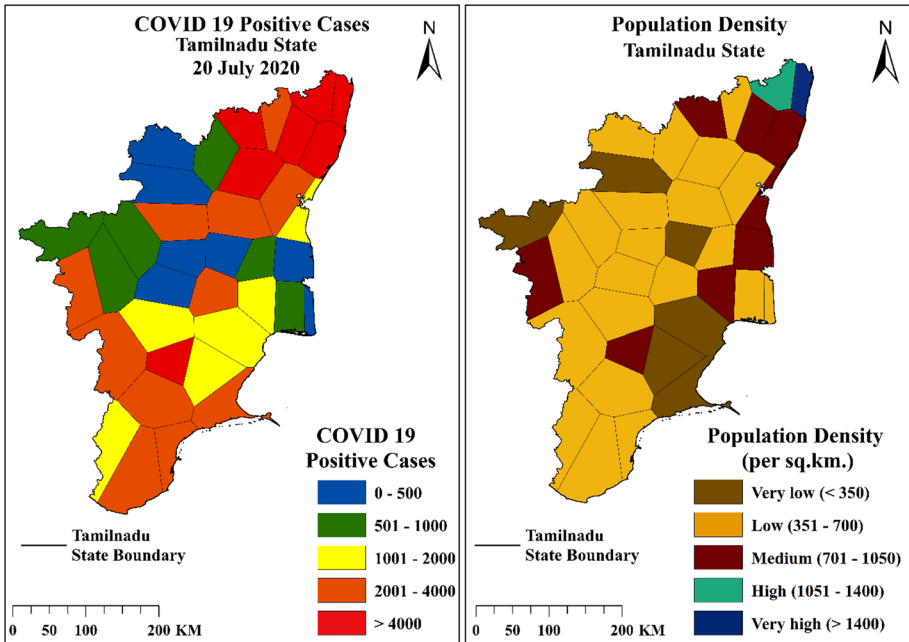 COVID 19 Positive Cases
Tamilnadu State
20 July 2020
N
COVID 19
Positive Cases
0 - 500
501 - 1000
1001 - 2000
2001 - 4000
> 4000
Tamilnadu
State Boundary
0 50 100 200 KM
Population Density
Tamilnadu State
N
Population Density
(per sq.km.)
Very low (< 350)
Low (351 - 700)
Medium (701 - 1050)
High (1051 - 1400)
Very high (> 1400)
Tamilnadu
State Boundary
0 50 100 200 KM